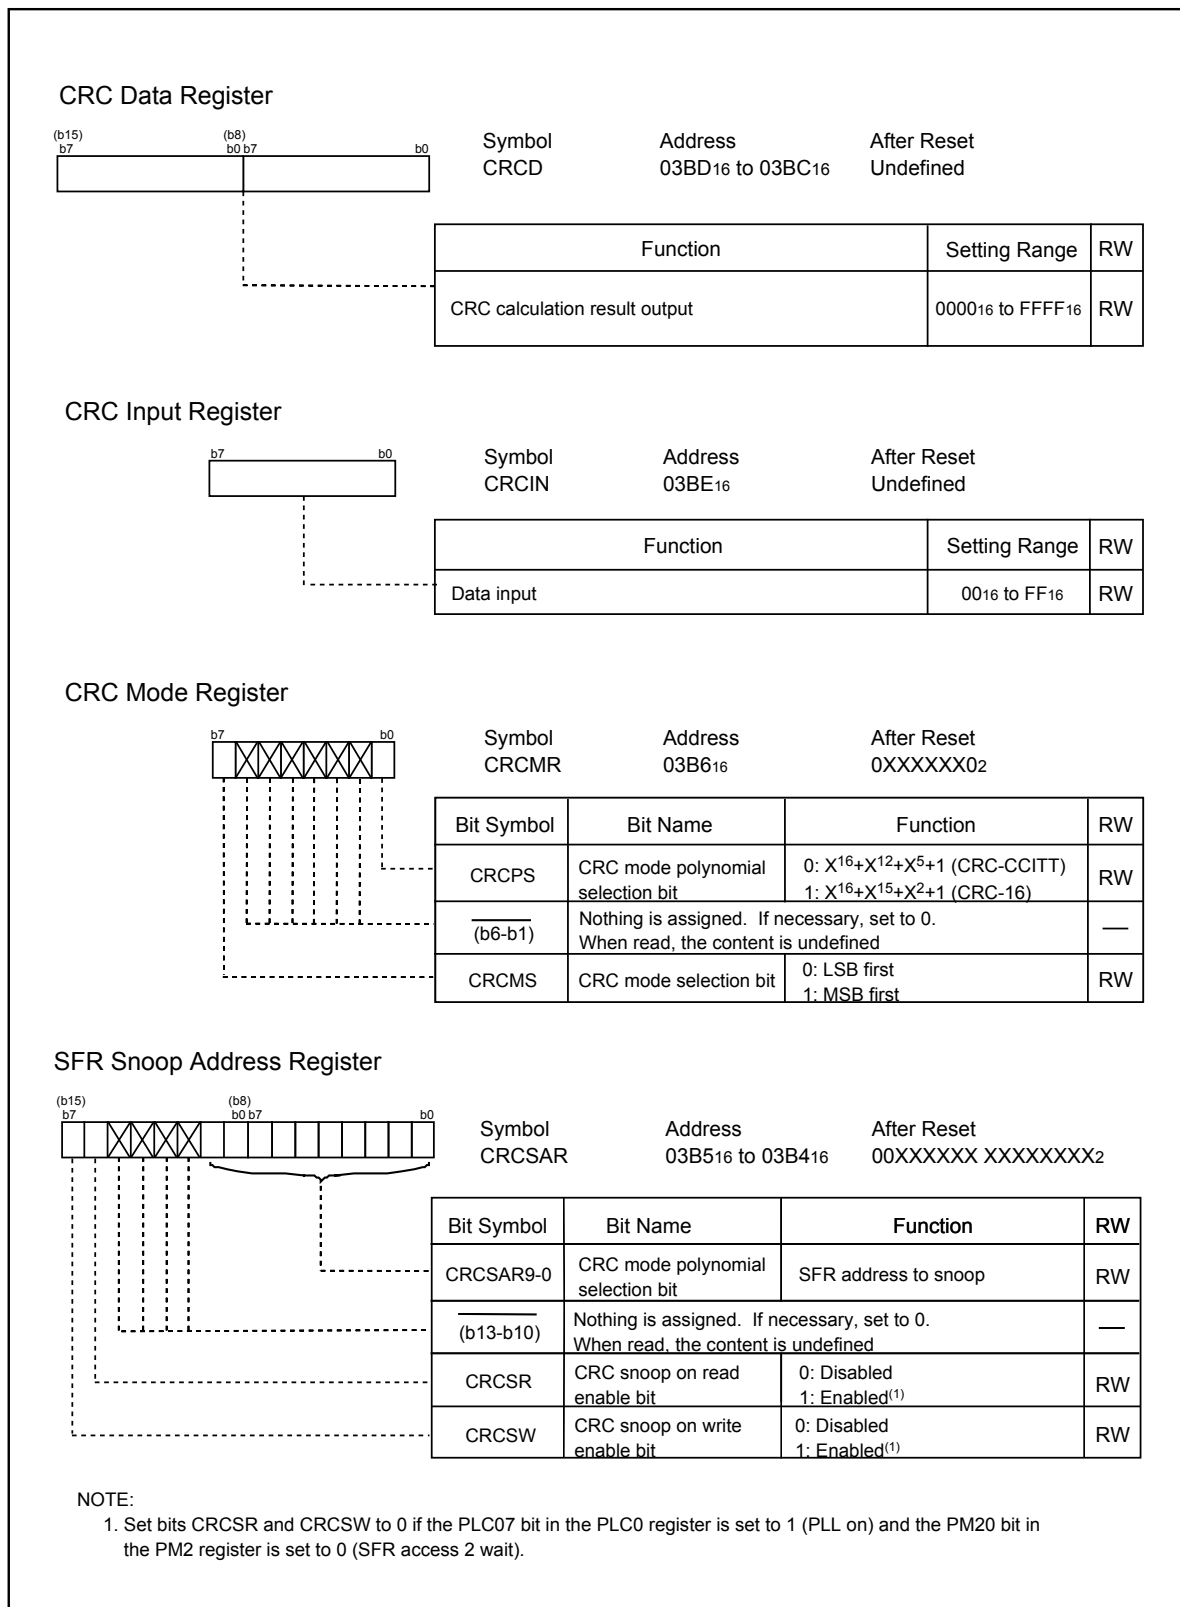 CRC Data Register
(b15) (b8)
b7 b0 b7 b0
Symbol Address After Reset
CRCD 03BD16 to 03BC16 Undefined
Function Setting Range RW
CRC calculation result output 000016 to FFFF16 RW
CRC Input Register
b7 b0
Symbol Address After Reset
CRCIN 03BE16 Undefined
Function Setting Range RW
Data input 0016 to FF16 RW
CRC Mode Register
b7 b0
Symbol Address After Reset
CRCMR 03B616 0XXXXXX02
Bit Symbol Bit Name Function RW
CRCPS CRC mode polynomial selection bit 0: X16+X12+X5+1 (CRC-CCITT)
1: X16+X15+X2+1 (CRC-16) RW
(b6-b1) Nothing is assigned. If necessary, set to 0.
When read, the content is undefined —
CRCMS CRC mode selection bit 0: LSB first
1: MSB first RW
SFR Snoop Address Register
(b15) (b8)
b7 b0 b7 b0
Symbol Address After Reset
CRCSAR 03B516 to 03B416 00XXXXXX XXXXXXXX2
Bit Symbol Bit Name Function RW
CRCSAR9-0 CRC mode polynomial selection bit SFR address to snoop RW
(b13-b10) Nothing is assigned. If necessary, set to 0.
When read, the content is undefined —
CRCSR CRC snoop on read enable bit 0: Disabled
1: Enabled(1) RW
CRCSW CRC snoop on write enable bit 0: Disabled
1: Enabled(1) RW
NOTE:
1. Set bits CRCSR and CRCSW to 0 if the PLC07 bit in the PLC0 register is set to 1 (PLL on) and the PM20 bit in
the PM2 register is set to 0 (SFR access 2 wait).